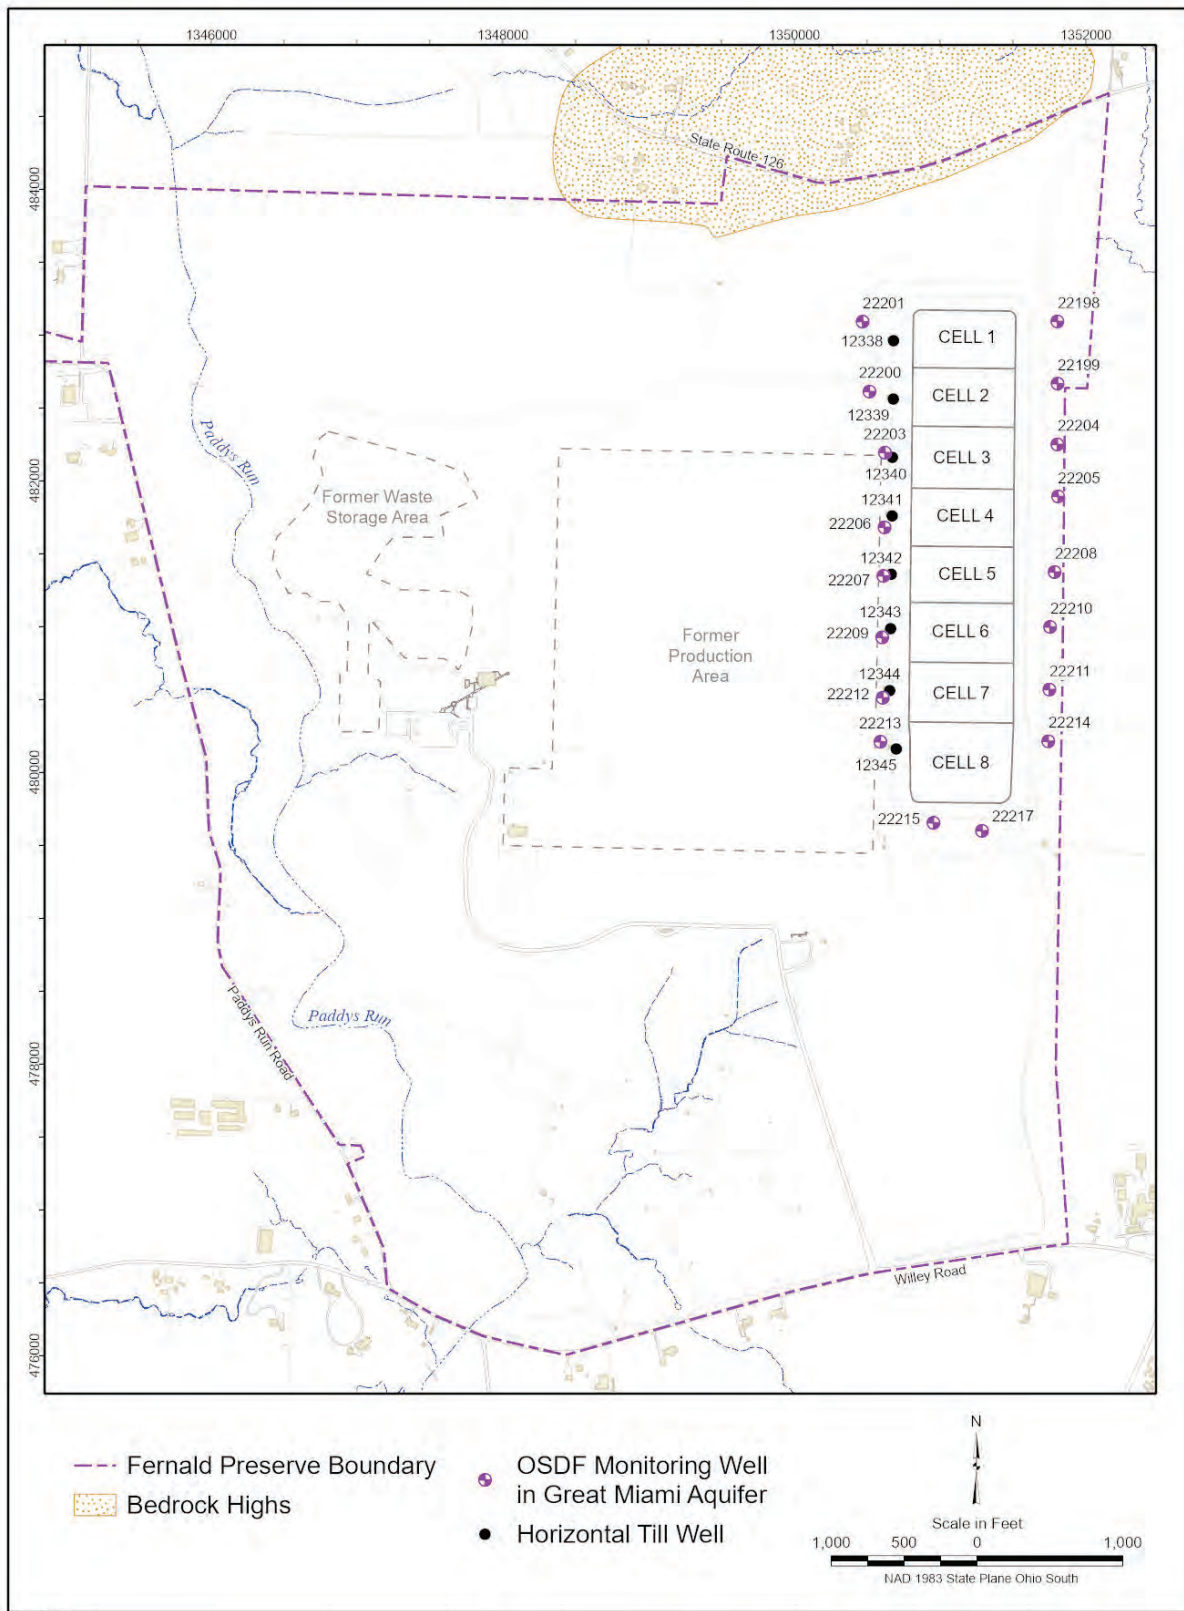 1346000
1348000
1350000
1352000
484000
482000
480000
478000
476000
State Route 126
22201
22198
12338
CELL 1
22200
22199
12339
CELL 2
22203
22204
12340
CELL 3
12341
22205
22206
CELL 4
12342
22208
22207
CELL 5
12343
22210
22209
CELL 6
12344
22211
22212
CELL 7
22213
22214
12345
CELL 8
22215
22217
Paddys Run
Former Waste
Storage Area
Former
Production
Area
Paddys Run
Paddys Run Road
Willey Road
Fernald Preserve Boundary
Bedrock Highs
OSDF Monitoring Well
in Great Miami Aquifer
Horizontal Till Well
N
Scale in Feet
1,000 500 0 1,000
NAD 1983 State Plane Ohio South